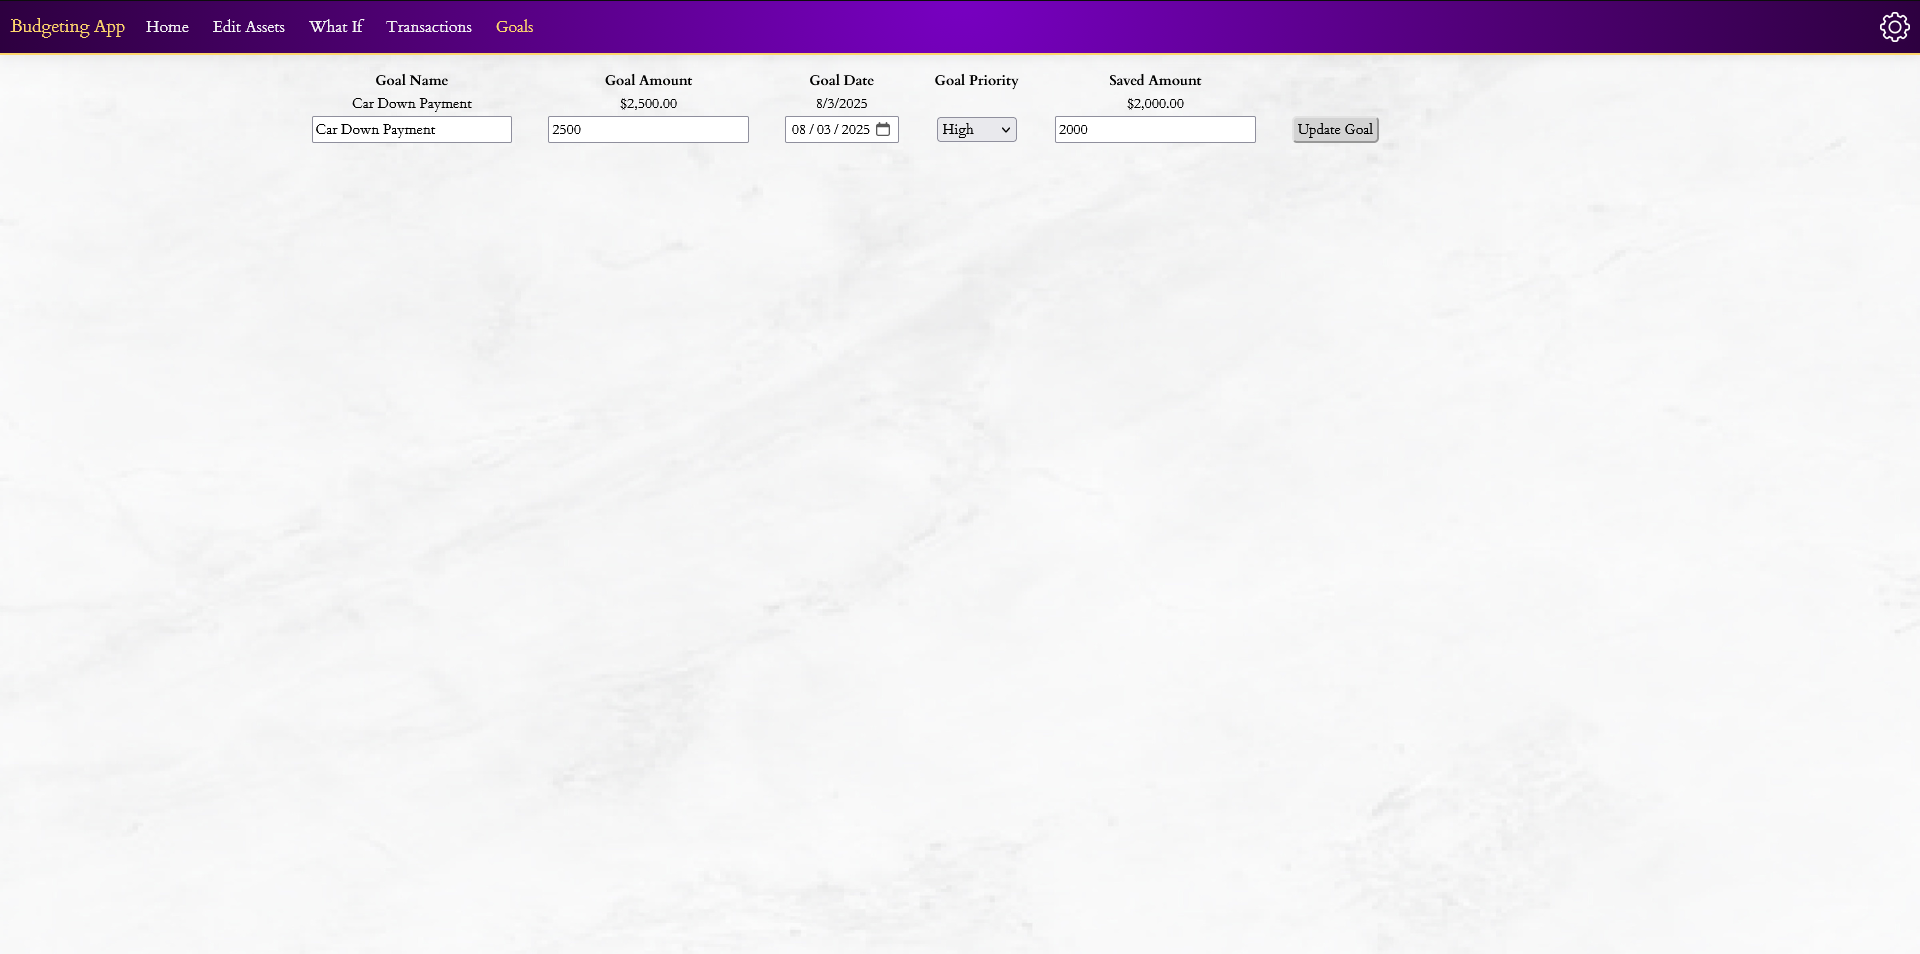 Budgeting App Home Edit Assets What If Transactions Goals
Goal Name Goal Amount Goal Date Goal Priority Saved Amount
Car Down Payment $2,500.00 8/3/2025 $2,000.00
Car Down Payment 2500 08 / 03 / 2025 High 2000 Update Goal